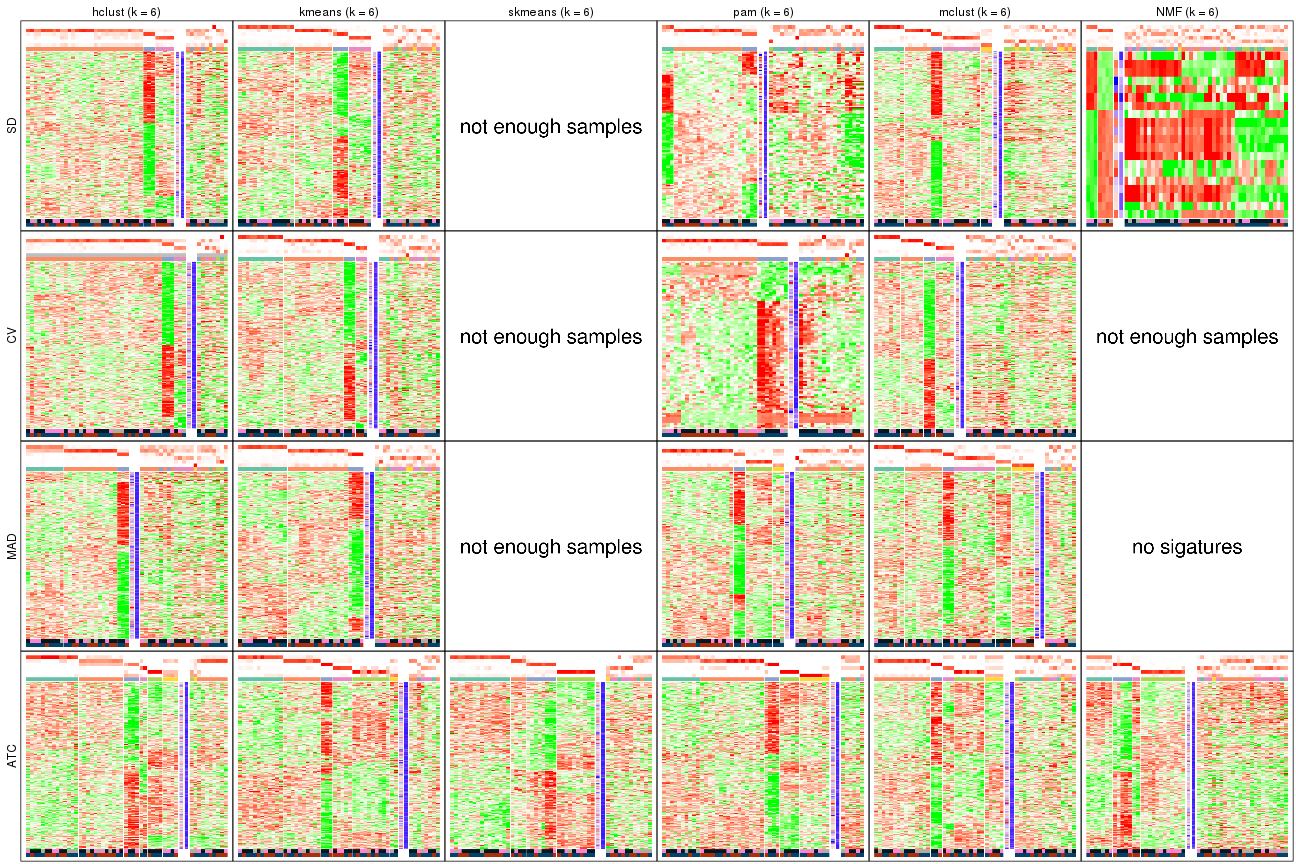 hclust (k = 6) kmeans (k = 6) skmeans (k = 6) pam (k = 6) mclust (k = 6) NMF (k = 6)
SD
not enough samples
CV
not enough samples not enough samples
MAD
not enough samples no sigatures
ATC